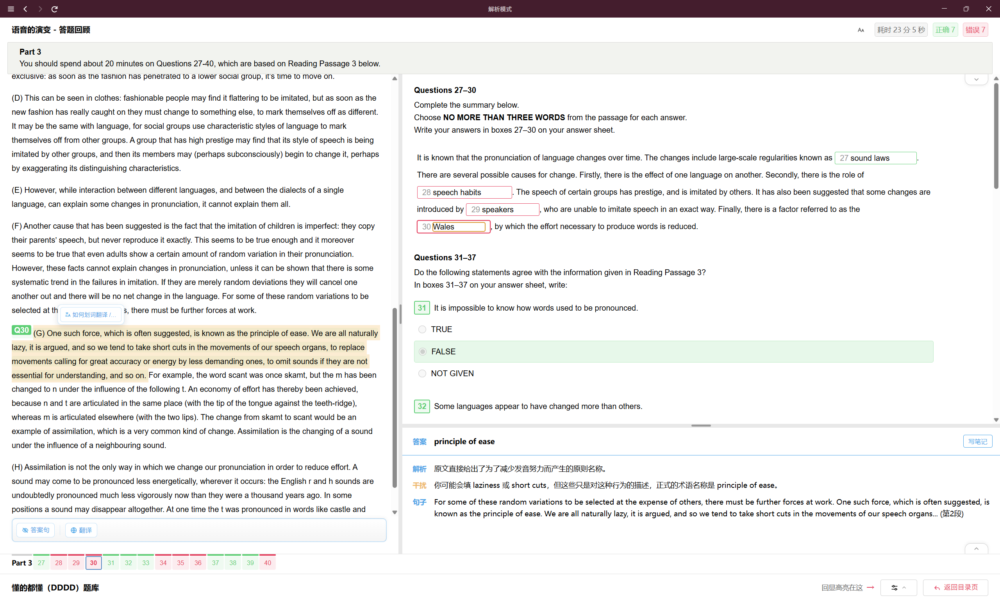 解析模式
语音的演变 - 答题回顾
AA
耗时 23 分 5 秒
正确 7
错误 7
Part 3
You should spend about 20 minutes on Questions 27-40, which are based on Reading Passage 3 below.
exclusive: as soon as the fashion has penetrated to a lower social group, it's time to move on.
(D) This can be seen in clothes: fashionable people may find it flattering to be imitated, but as soon as the
new fashion has really caught on they must change to something else, to mark themselves off as different.
It may be the same with language, for social groups use characteristic styles of language to mark
themselves off from other groups. A group that has high prestige may find that its style of speech is being
imitated by other groups, and then its members may (perhaps subconsciously) begin to change it, perhaps
by exaggerating its distinguishing characteristics.
(E) However, while interaction between different languages, and between the dialects of a single
language, can explain some changes in pronunciation, it cannot explain them all.
(F) Another cause that has been suggested is the fact that the imitation of children is imperfect: they copy
their parents' speech, but never reproduce it exactly. This seems to be true enough and it moreover
seems to be true that even adults show a certain amount of random variation in their pronunciation.
However, these facts cannot explain changes in pronunciation, unless it can be shown that there is some
systematic trend in the failures in imitation. If they are merely random deviations they will cancel one
another out and there will be no net change in the language. For some of these random variations to be
selected at th
如何划词翻译 /...
s, there must be further forces at work.
Q30 (G) One such force, which is often suggested, is known as the principle of ease. We are all naturally
lazy, it is argued, and so we tend to take short cuts in the movements of our speech organs, to replace
movements calling for great accuracy or energy by less demanding ones, to omit sounds if they are not
essential for understanding, and so on. For example, the word scant was once skamt, but the m has been
changed to n under the influence of the following t. An economy of effort has thereby been achieved,
because n and t are articulated in the same place (with the tip of the tongue against the teeth-ridge),
whereas m is articulated elsewhere (with the two lips). The change from skamt to scant would be an
example of assimilation, which is a very common kind of change. Assimilation is the changing of a sound
under the influence of a neighbouring sound.
(H) Assimilation is not the only way in which we change our pronunciation in order to reduce effort. A
sound may come to be pronounced less energetically, wherever it occurs: the English r and h sounds are
undoubtedly pronounced much less vigorously now than they were a thousand years ago. In some
positions a sound may disappear altogether. At one time the t was pronounced in words like castle and
答案句
翻译
Questions 27–30
Complete the summary below.
Choose NO MORE THAN THREE WORDS from the passage for each answer.
Write your answers in boxes 27–30 on your answer sheet.
It is known that the pronunciation of language changes over time. The changes include large-scale regularities known as 27 sound laws.
There are several possible causes for change. Firstly, there is the effect of one language on another. Secondly, there is the role of
28 speech habits. The speech of certain groups has prestige, and is imitated by others. It has also been suggested that some changes are
introduced by 29 speakers, who are unable to imitate speech in an exact way. Finally, there is a factor referred to as the
30 Wales, by which the effort necessary to produce words is reduced.
Questions 31–37
Do the following statements agree with the information given in Reading Passage 3?
In boxes 31–37 on your answer sheet, write:
31 It is impossible to know how words used to be pronounced.
TRUE
FALSE
NOT GIVEN
32 Some languages appear to have changed more than others.
答案 principle of ease
写笔记
解析 原文直接给出了为了减少发音努力而产生的原则名称。
干扰 你可能会填 laziness 或 short cuts，但这些只是对这种行为的描述，正式的术语名称是 principle of ease。
句子 For some of these random variations to be selected at the expense of others, there must be further forces at work. One such force, which is often suggested, is
known as the principle of ease. We are all naturally lazy, it is argued, and so we tend to take short cuts in the movements of our speech organs... (第2段)
Part 3 27 28 29 30 31 32 33 34 35 36 37 38 39 40
懂的都懂（DDDD）题库
回显高亮在这 →
返回目录页